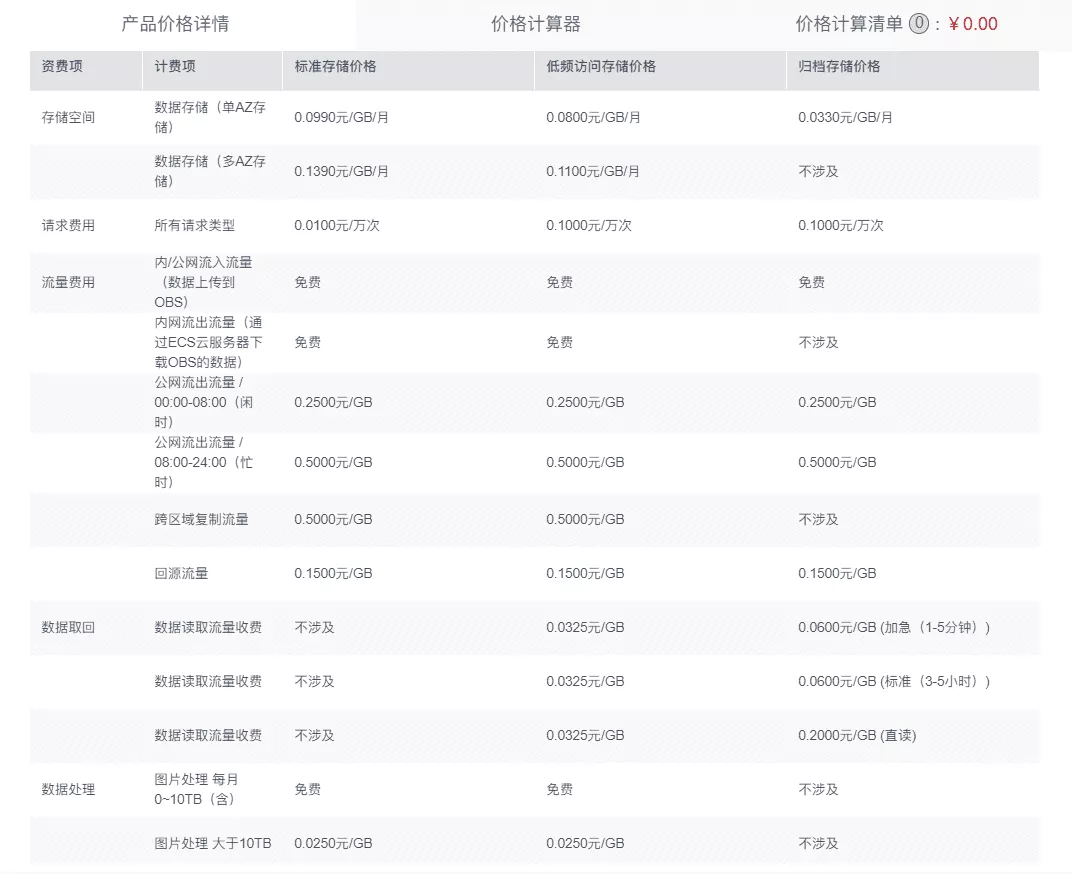 产品价格详情 价格计算器 价格计算清单 0 : ¥0.00
资费项 计费项 标准存储价格 低频访问存储价格 归档存储价格
存储空间 数据存储（单AZ存储） 0.0990元/GB/月 0.0800元/GB/月 0.0330元/GB/月
数据存储（多AZ存储） 0.1390元/GB/月 0.1100元/GB/月 不涉及
请求费用 所有请求类型 0.0100元/万次 0.1000元/万次 0.1000元/万次
流量费用 内/公网流入流量（数据上传到OBS） 免费 免费 免费
内网流出流量（通过ECS云服务器下载OBS的数据） 免费 免费 不涉及
公网流出流量 / 00:00-08:00（闲时） 0.2500元/GB 0.2500元/GB 0.2500元/GB
公网流出流量 / 08:00-24:00（忙时） 0.5000元/GB 0.5000元/GB 0.5000元/GB
跨区域复制流量 0.5000元/GB 0.5000元/GB 不涉及
回源流量 0.1500元/GB 0.1500元/GB 0.1500元/GB
数据取回 数据读取流量收费 不涉及 0.0325元/GB 0.0600元/GB (加急（1-5分钟）)
数据读取流量收费 不涉及 0.0325元/GB 0.0600元/GB (标准（3-5小时）)
数据读取流量收费 不涉及 0.0325元/GB 0.2000元/GB (直读)
数据处理 图片处理 每月 0~10TB（含） 免费 免费 不涉及
图片处理 大于10TB 0.0250元/GB 0.0250元/GB 不涉及